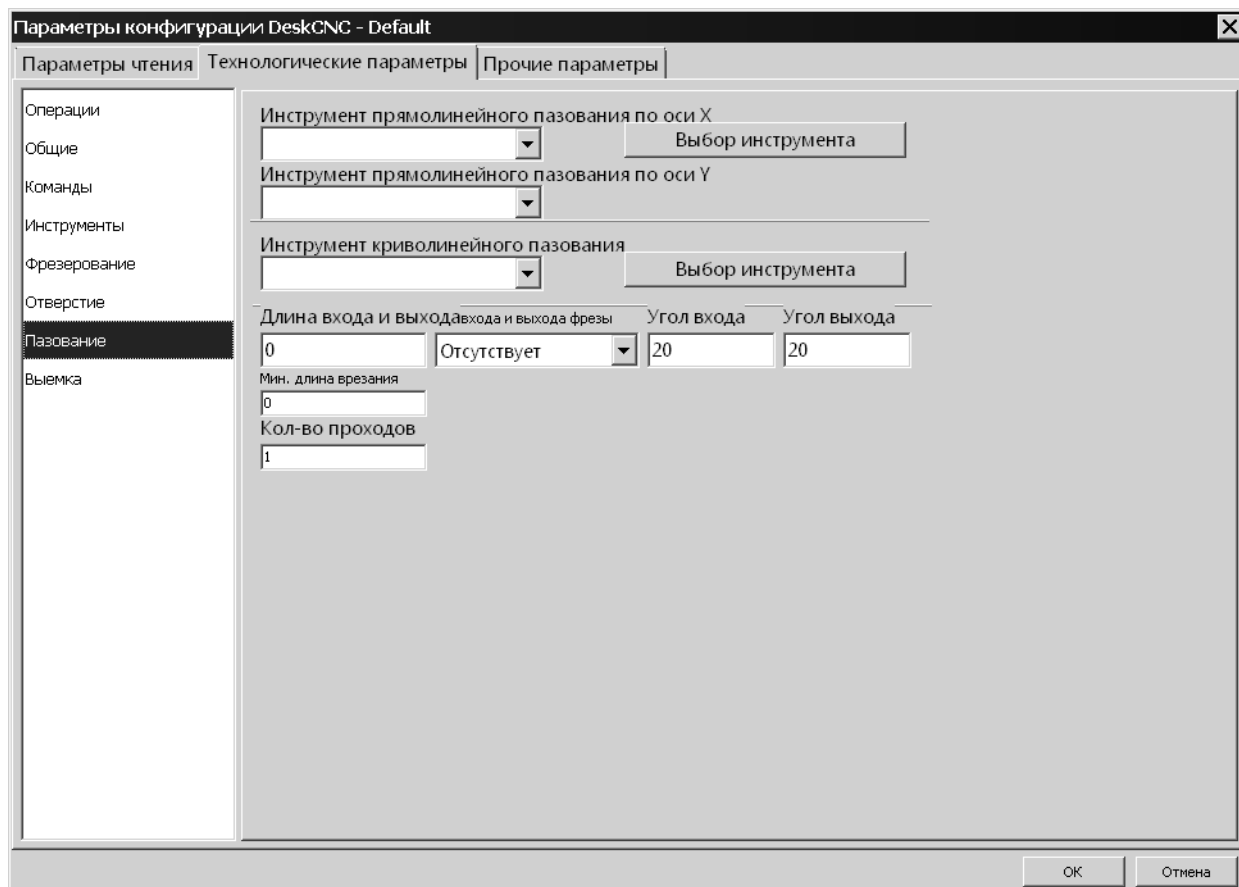 Параметры конфигурации DeskCNC - Default
Параметры чтения Технологические параметры Прочие параметры
Операции
Общие
Команды
Инструменты
Фрезерование
Отверстие
Пазование
Выемка
Инструмент прямолинейного пазования по оси X
Выбор инструмента
Инструмент прямолинейного пазования по оси Y
Инструмент криволинейного пазования
Выбор инструмента
Длина входа и выхода входа и выхода фрезы Угол входа Угол выхода
0 Отсутствует 20 20
Мин. длина врезания
0
Кол-во проходов
1
OK Отмена